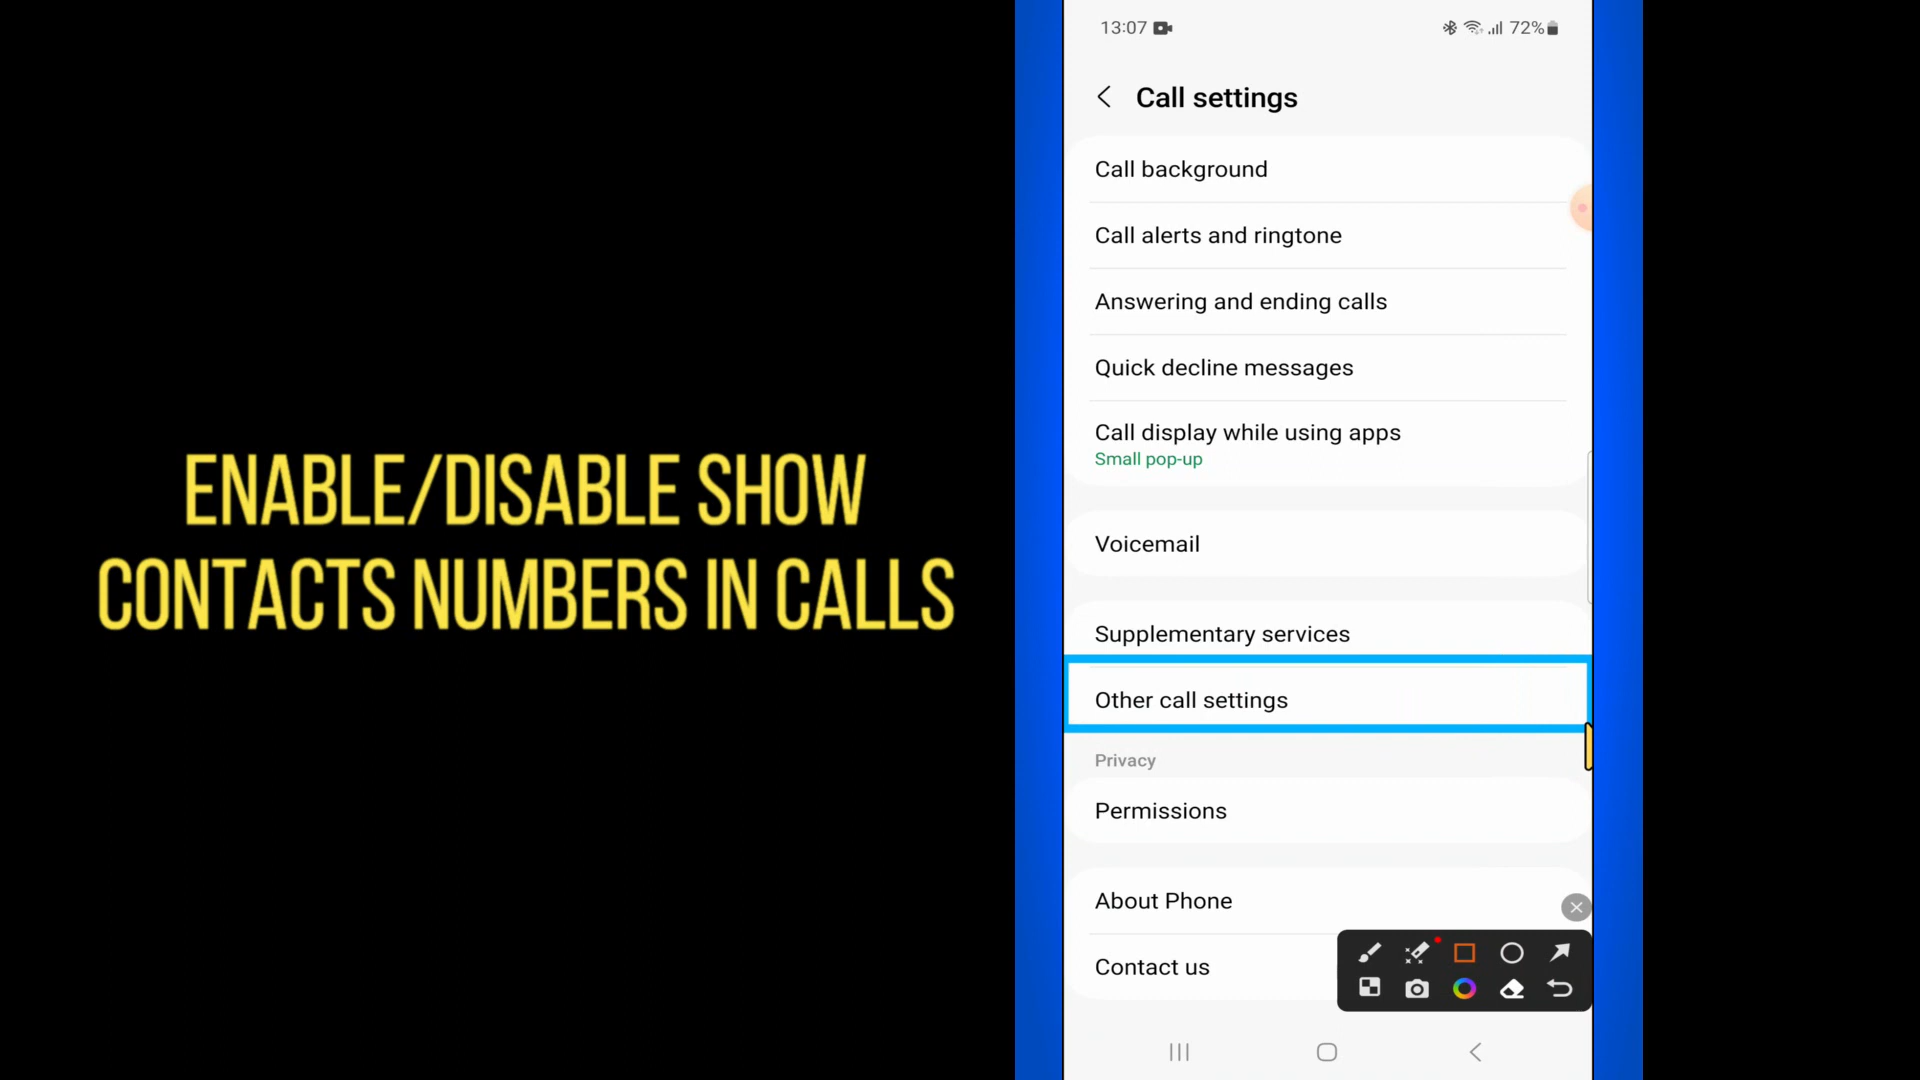 ENABLE/DISABLE SHOW
CONTACTS NUMBERS IN CALLS
13:07
72%
Call settings
Call background
Call alerts and ringtone
Answering and ending calls
Quick decline messages
Call display while using apps
Small pop-up
Voicemail
Supplementary services
Other call settings
Privacy
Permissions
About Phone
Contact us